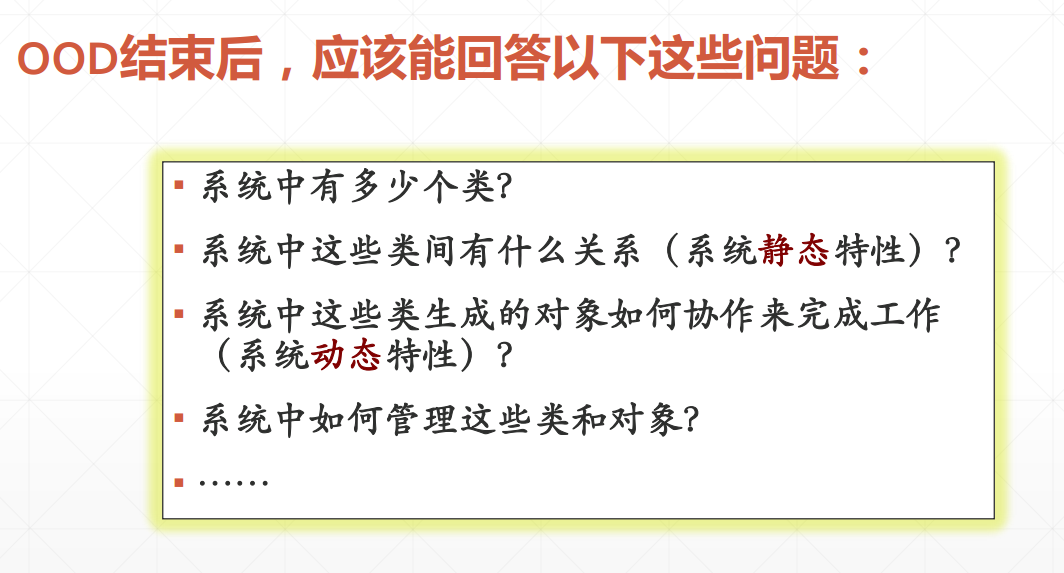 OOD结束后，应该能回答以下这些问题：
系统中有多少个类？
系统中这些类间有什么关系（系统静态特性）？
系统中这些类生成的对象如何协作来完成工作
（系统动态特性）？
系统中如何管理这些类和对象？
……